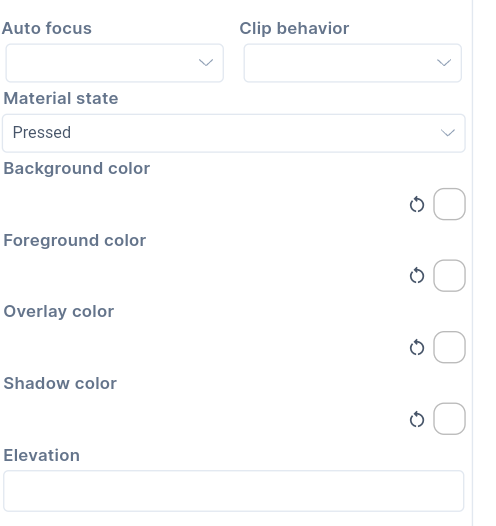 Auto focus Clip behavior
Material state
Pressed
Background color
Foreground color
Overlay color
Shadow color
Elevation